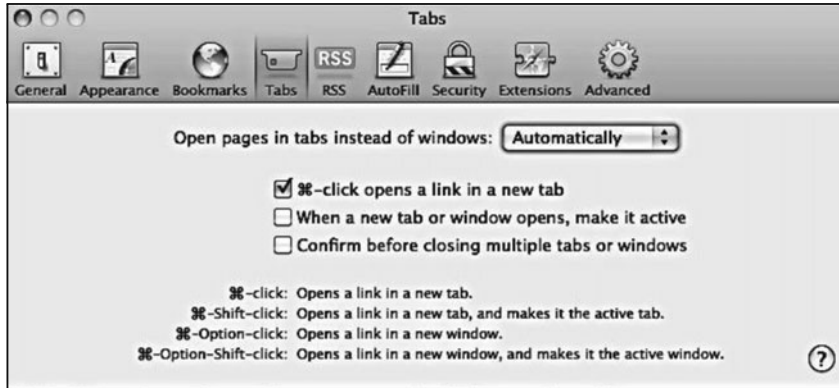 Tabs
RSS
General Appearance Bookmarks Tabs RSS AutoFill Security Extensions Advanced
Open pages in tabs instead of windows: Automatically
⌘-click opens a link in a new tab
When a new tab or window opens, make it active
Confirm before closing multiple tabs or windows
⌘-click: Opens a link in a new tab.
⌘-Shift-click: Opens a link in a new tab, and makes it the active tab.
⌘-Option-click: Opens a link in a new window.
⌘-Option-Shift-click: Opens a link in a new window, and makes it the active window.
?